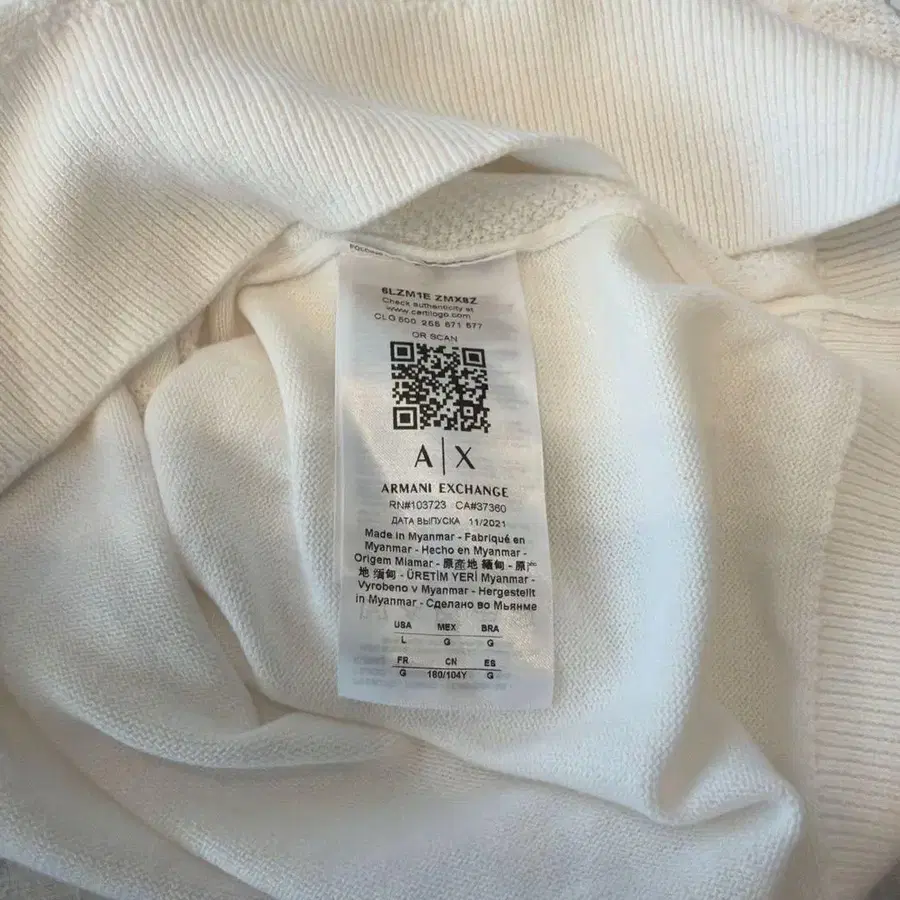 6LZM1E ZMX8Z
Check authenticity at
www.certilogo.com
CLG 500 255 571 577
OR SCAN
A|X
ARMANI EXCHANGE
RN#103723 CA#37360
ДАТА ВЫПУСКА 11/2021
Made in Myanmar - Fabriqué en
Myanmar - Hecho en Myanmar -
Origem Miamar - 原產地 緬甸 - 原产
地 缅甸 - ÜRETİM YERİ Myanmar -
Vyrobeno v Myanmar - Hergestellt
in Myanmar - Сделано во Мьянме
USA MEX BRA
L G G
FR CN ES
G 180/104Y G